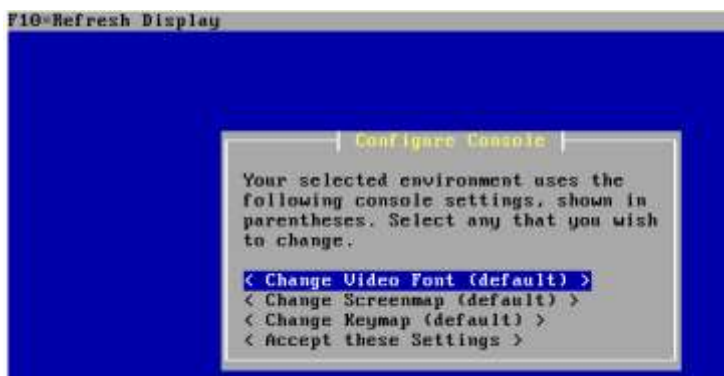 F10=Refresh Display
Configure Console
Your selected environment uses the
following console settings, shown in
parentheses. Select any that you wish
to change.
< Change Video Font (default) >
< Change Screenmap (default) >
< Change Keymap (default) >
< Accept these Settings >